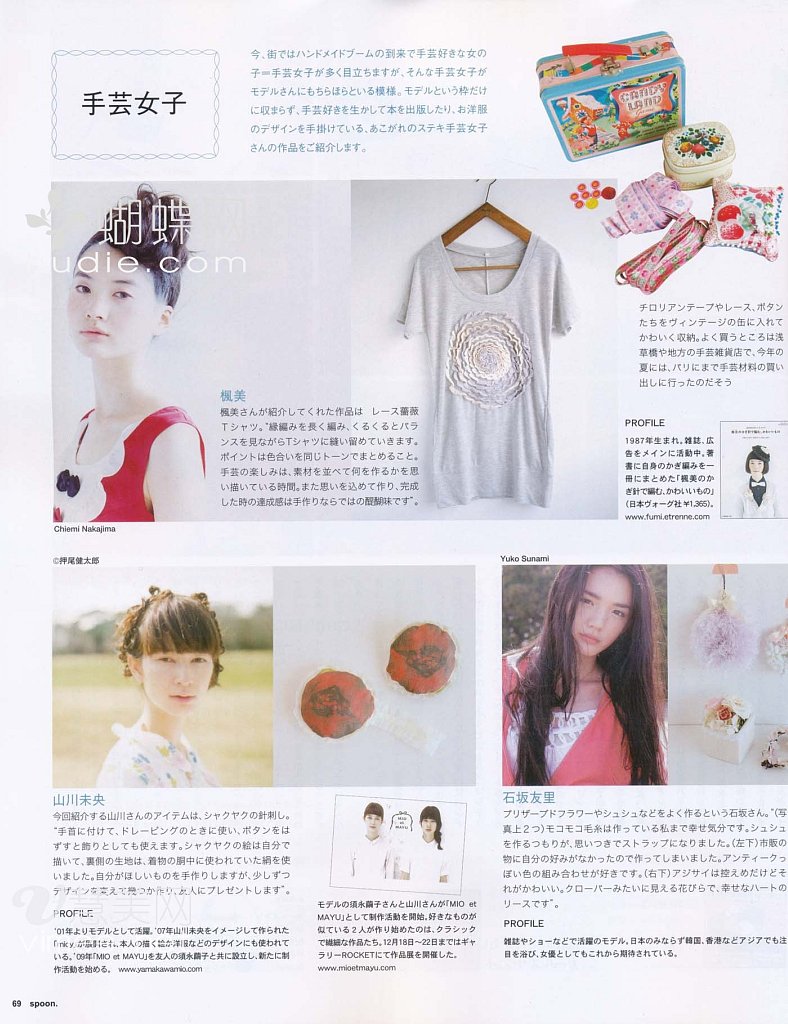 手芸女子
今、街ではハンドメイドブームの到来で手芸好きな女の
子＝手芸女子が多く目立ちますが、そんな手芸女子が
モデルさんにもちらほらといる模様。モデルという枠だけ
に収まらず、手芸好きを生かして本を出版したり、お洋服
のデザインを手掛けている、あこがれのステキ手芸女子
さんの作品をご紹介します。
CANDY
LAND
蝴蝶
udie.com
チロリアンテープやレース、ボタン
たちをヴィンテージの缶に入れて
かわいく収納。よく買うところは浅
草橋や地方の手芸雑貨店で、今年の
夏には、パリにまで手芸材料の買い
出しに行ったのだそう
楓美
楓美さんが紹介してくれた作品は レース薔薇
Tシャツ。“縁編みを長く編み、くるくるとバラ
ンスを見ながらTシャツに縫い留めていきます。
ポイントは色合いを同じトーンでまとめること。
手芸の楽しみは、素材を並べて何を作るかを思
い描いている時間。また思いを込めて作り、完成
した時の達成感は手作りならではの醍醐味です”。
PROFILE
1987年生まれ。雑誌、広
告をメインに活動中。著
書に自身のかぎ編みを一
冊にまとめた「楓美のか
ぎ針で編む、かわいいもの」
(日本ヴォーグ社¥1,365)。
www.fumi.etrenne.com
Chiemi Nakajima
©押尾健太郎
Yuko Sunami
山川未央
今回紹介する山川さんのアイテムは、シャクヤクの針刺し。
“手首に付けて、ドレーピングのときに使い、ボタンをは
ずすと飾りとしても使えます。シャクヤクの絵は自分で
描いて、裏側の生地は、着物の胴中に使われていた絹を使
いました。自分がほしいものを手作りしますが、少しずつ
デザインを変えて幾つか作り、友人にプレゼントします”。
PROFILE
'01年よりモデルとして活躍。'07年山川未央をイメージして作られた
本人の描く絵が洋服などのデザインにも使われて
いる。'09年「MIO et MAYU」を友人の須永繭子と共に設立し、新たに制
作活動を始める。 www.yamakawamio.com
MIO
et
MAYU
モデルの須永繭子さんと山川さんが「MIO et
MAYU」として制作活動を開始。好きなものが
似ている2人が作り始めたのは、クラシック
で繊細な作品たち。12月18日〜22日まではギャ
ラリーROCKETにて作品展を開催した。
www.mioetmayu.com
石坂友里
プリザーブドフラワーやシュシュなどをよく作るという石坂さん。“(写
真上2つ)モコモコ毛糸は作っている私まで幸せ気分です。シュシュ
を作るつもりが、思いつきでストラップになりました。(左下)市販の
物に自分の好みがなかったので作ってしまいました。アンティークっ
ぽい色の組み合わせが好きです。(右下)アジサイは控えめだけどそ
れがかわいい。クローバーみたいに見える花びらで、幸せなハートの
リースです”。
PROFILE
雑誌やショーなどで活躍のモデル。日本のみならず韓国、香港などアジアでも注
目を浴び、女優としてもこれから期待されている。
69 spoon.